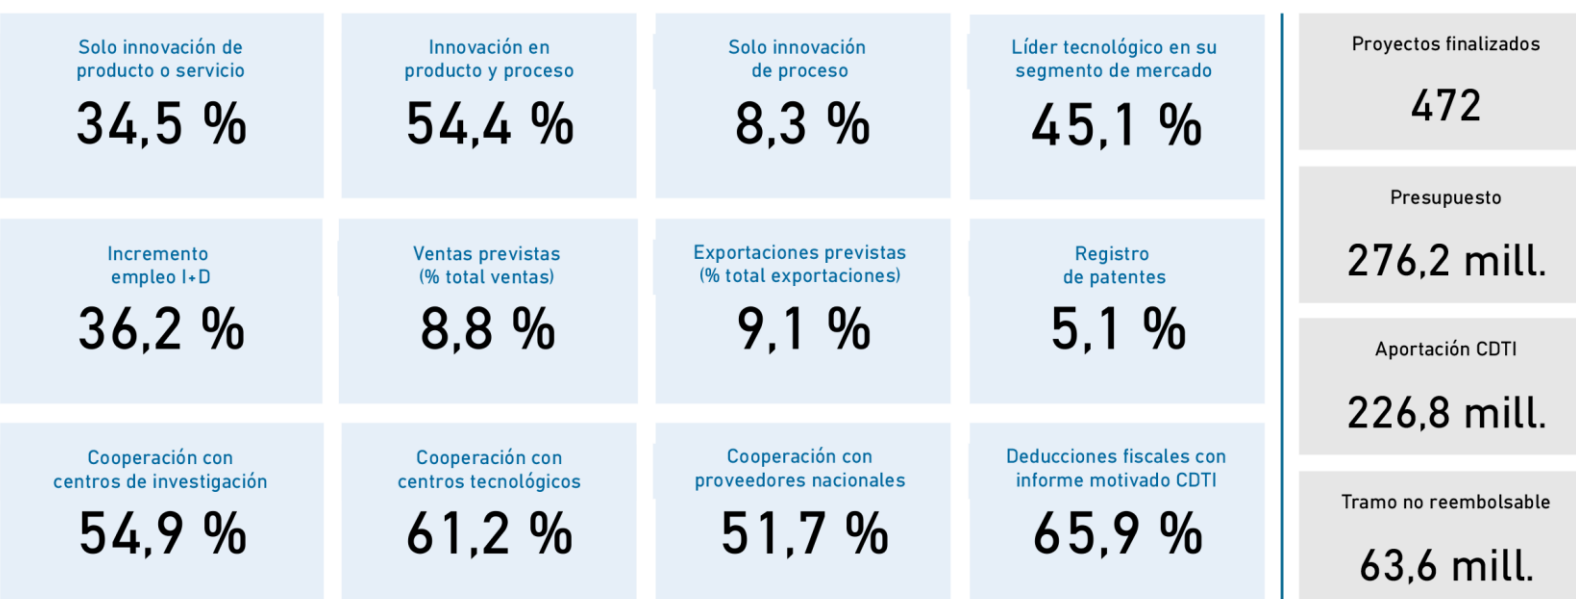 Solo innovación de
producto o servicio
34,5 %
Innovación en
producto y proceso
54,4 %
Solo innovación
de proceso
8,3 %
Líder tecnológico en su
segmento de mercado
45,1 %
Incremento
empleo I+D
36,2 %
Ventas previstas
(% total ventas)
8,8 %
Exportaciones previstas
(% total exportaciones)
9,1 %
Registro
de patentes
5,1 %
Cooperación con
centros de investigación
54,9 %
Cooperación con
centros tecnológicos
61,2 %
Cooperación con
proveedores nacionales
51,7 %
Deducciones fiscales con
informe motivado CDTI
65,9 %
Proyectos finalizados
472
Presupuesto
276,2 mill.
Aportación CDTI
226,8 mill.
Tramo no reembolsable
63,6 mill.